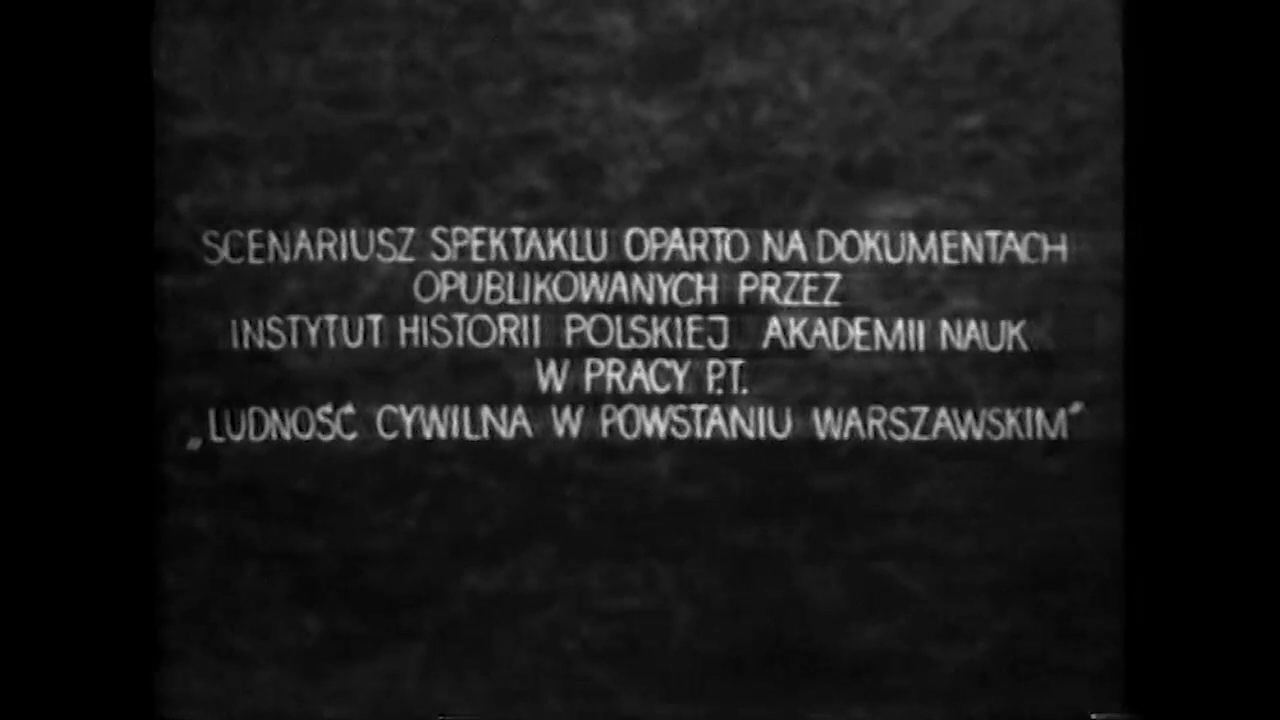 SCENARIUSZ SPEKTAKLU OPARTO NA DOKUMENTACH
OPUBLIKOWANYCH PRZEZ
INSTYTUT HISTORII POLSKIEJ AKADEMII NAUK
W PRACY P.T.
„LUDNOŚĆ CYWILNA W POWSTANIU WARSZAWSKIM"